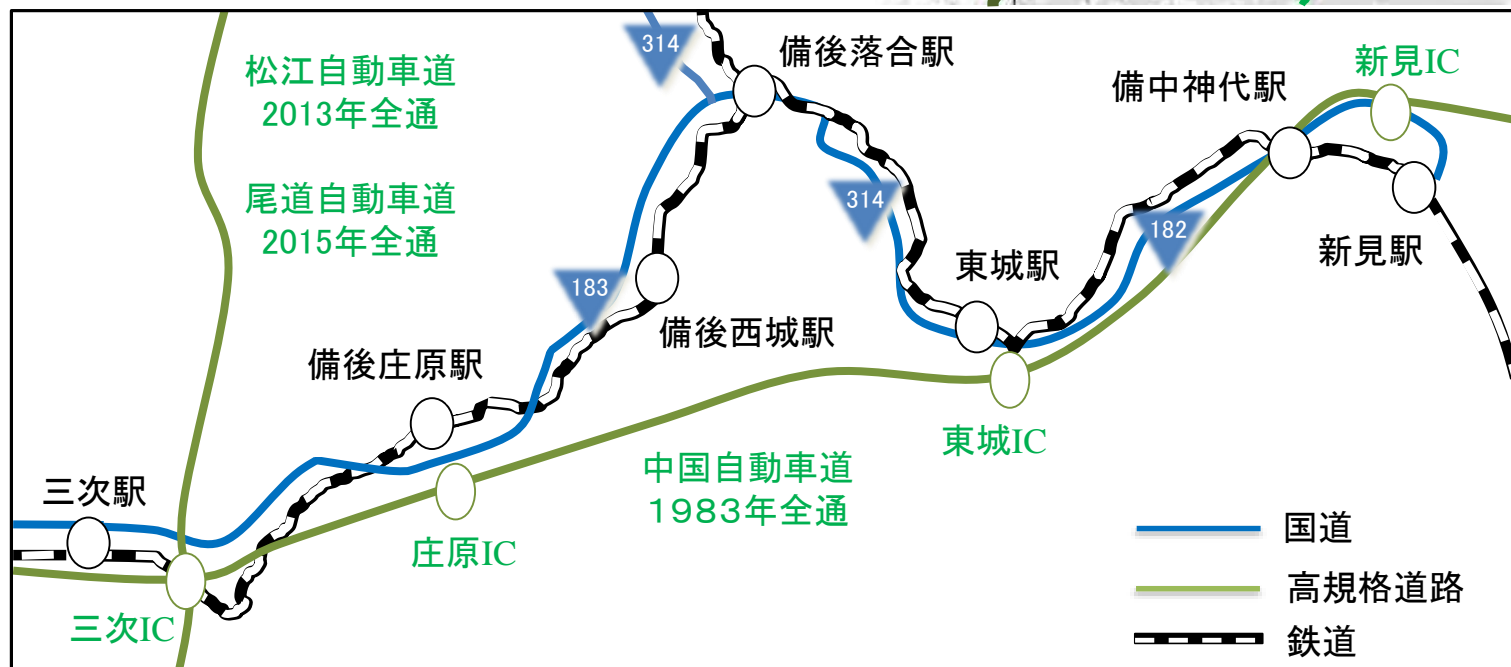 314
備後落合駅
新見IC
松江自動車道
2013年全通
備中神代駅
尾道自動車道
2015年全通
314
182
東城駅
新見駅
183
備後西城駅
備後庄原駅
東城IC
中国自動車道
1983年全通
三次駅
庄原IC
三次IC
国道
高規格道路
鉄道